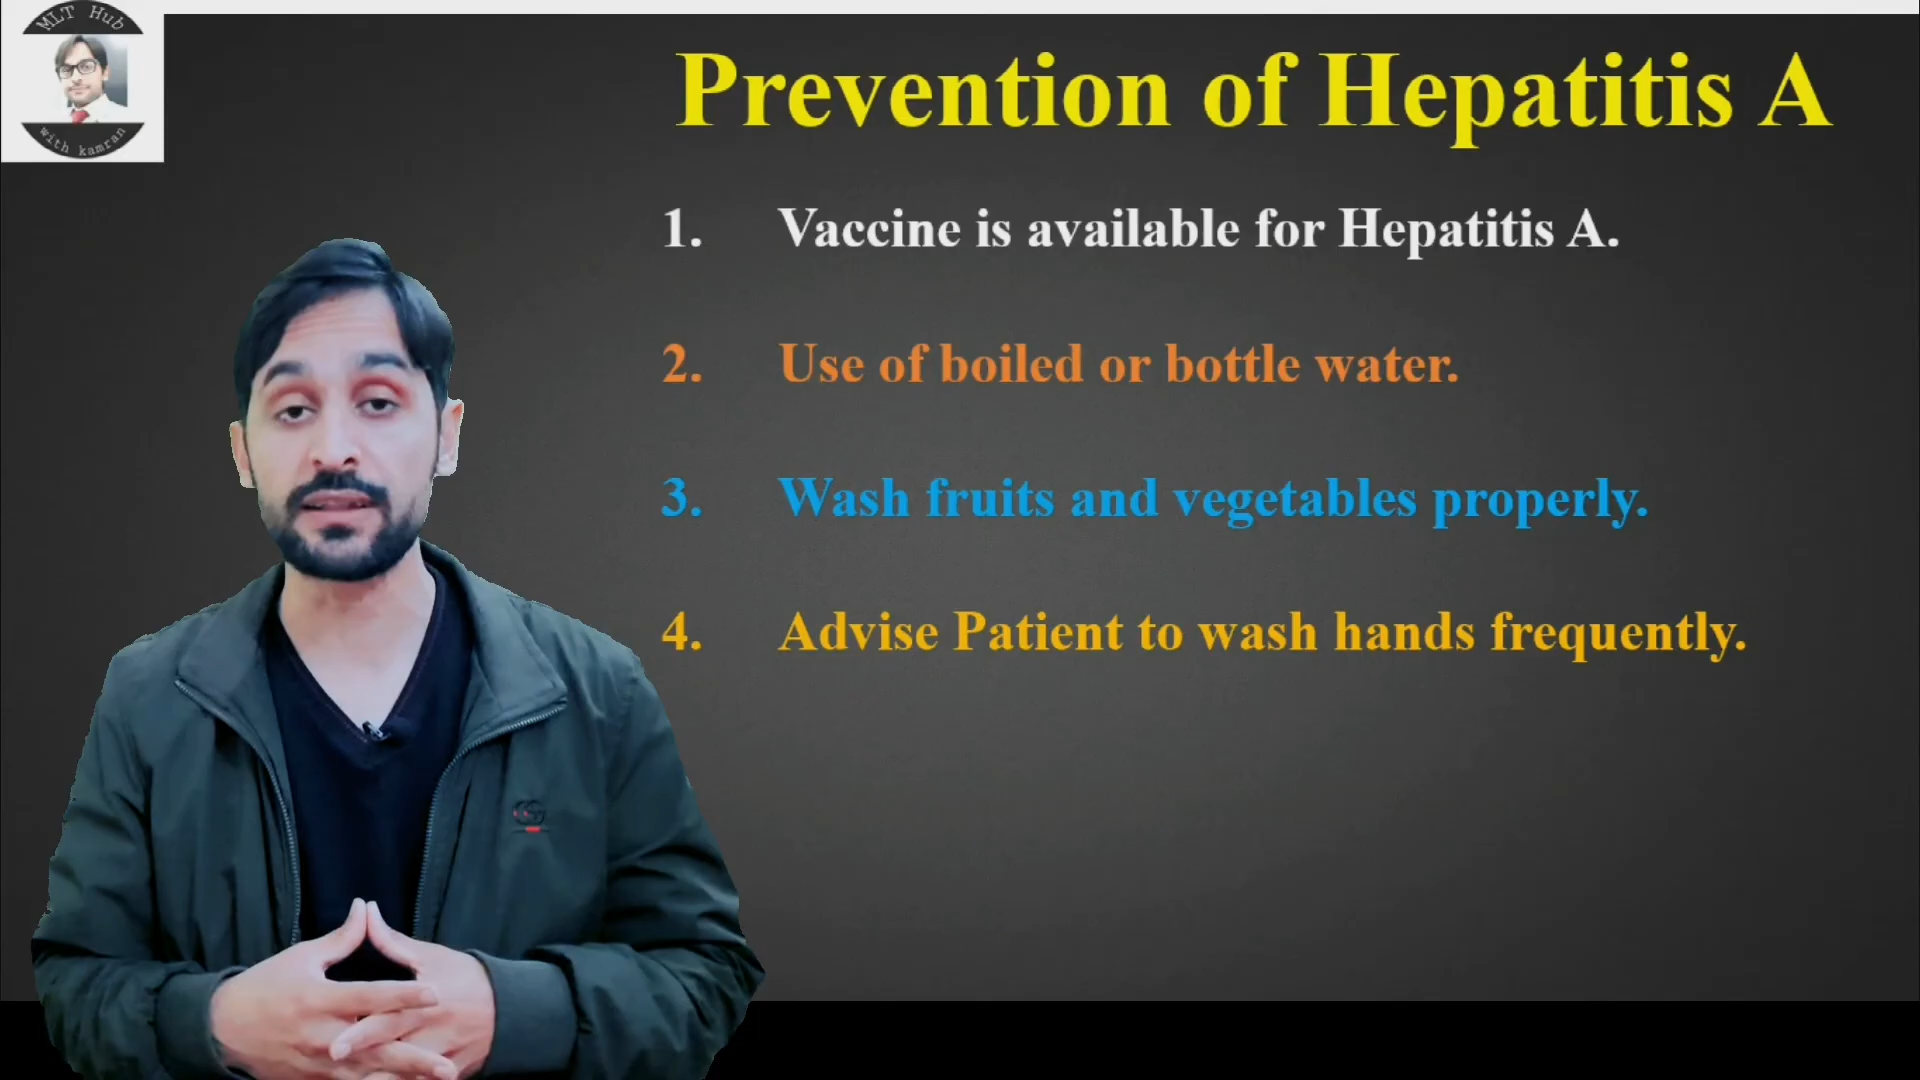 MLT Hub
with kamran
Prevention of Hepatitis A
1. Vaccine is available for Hepatitis A.
2. Use of boiled or bottle water.
3. Wash fruits and vegetables properly.
4. Advise Patient to wash hands frequently.